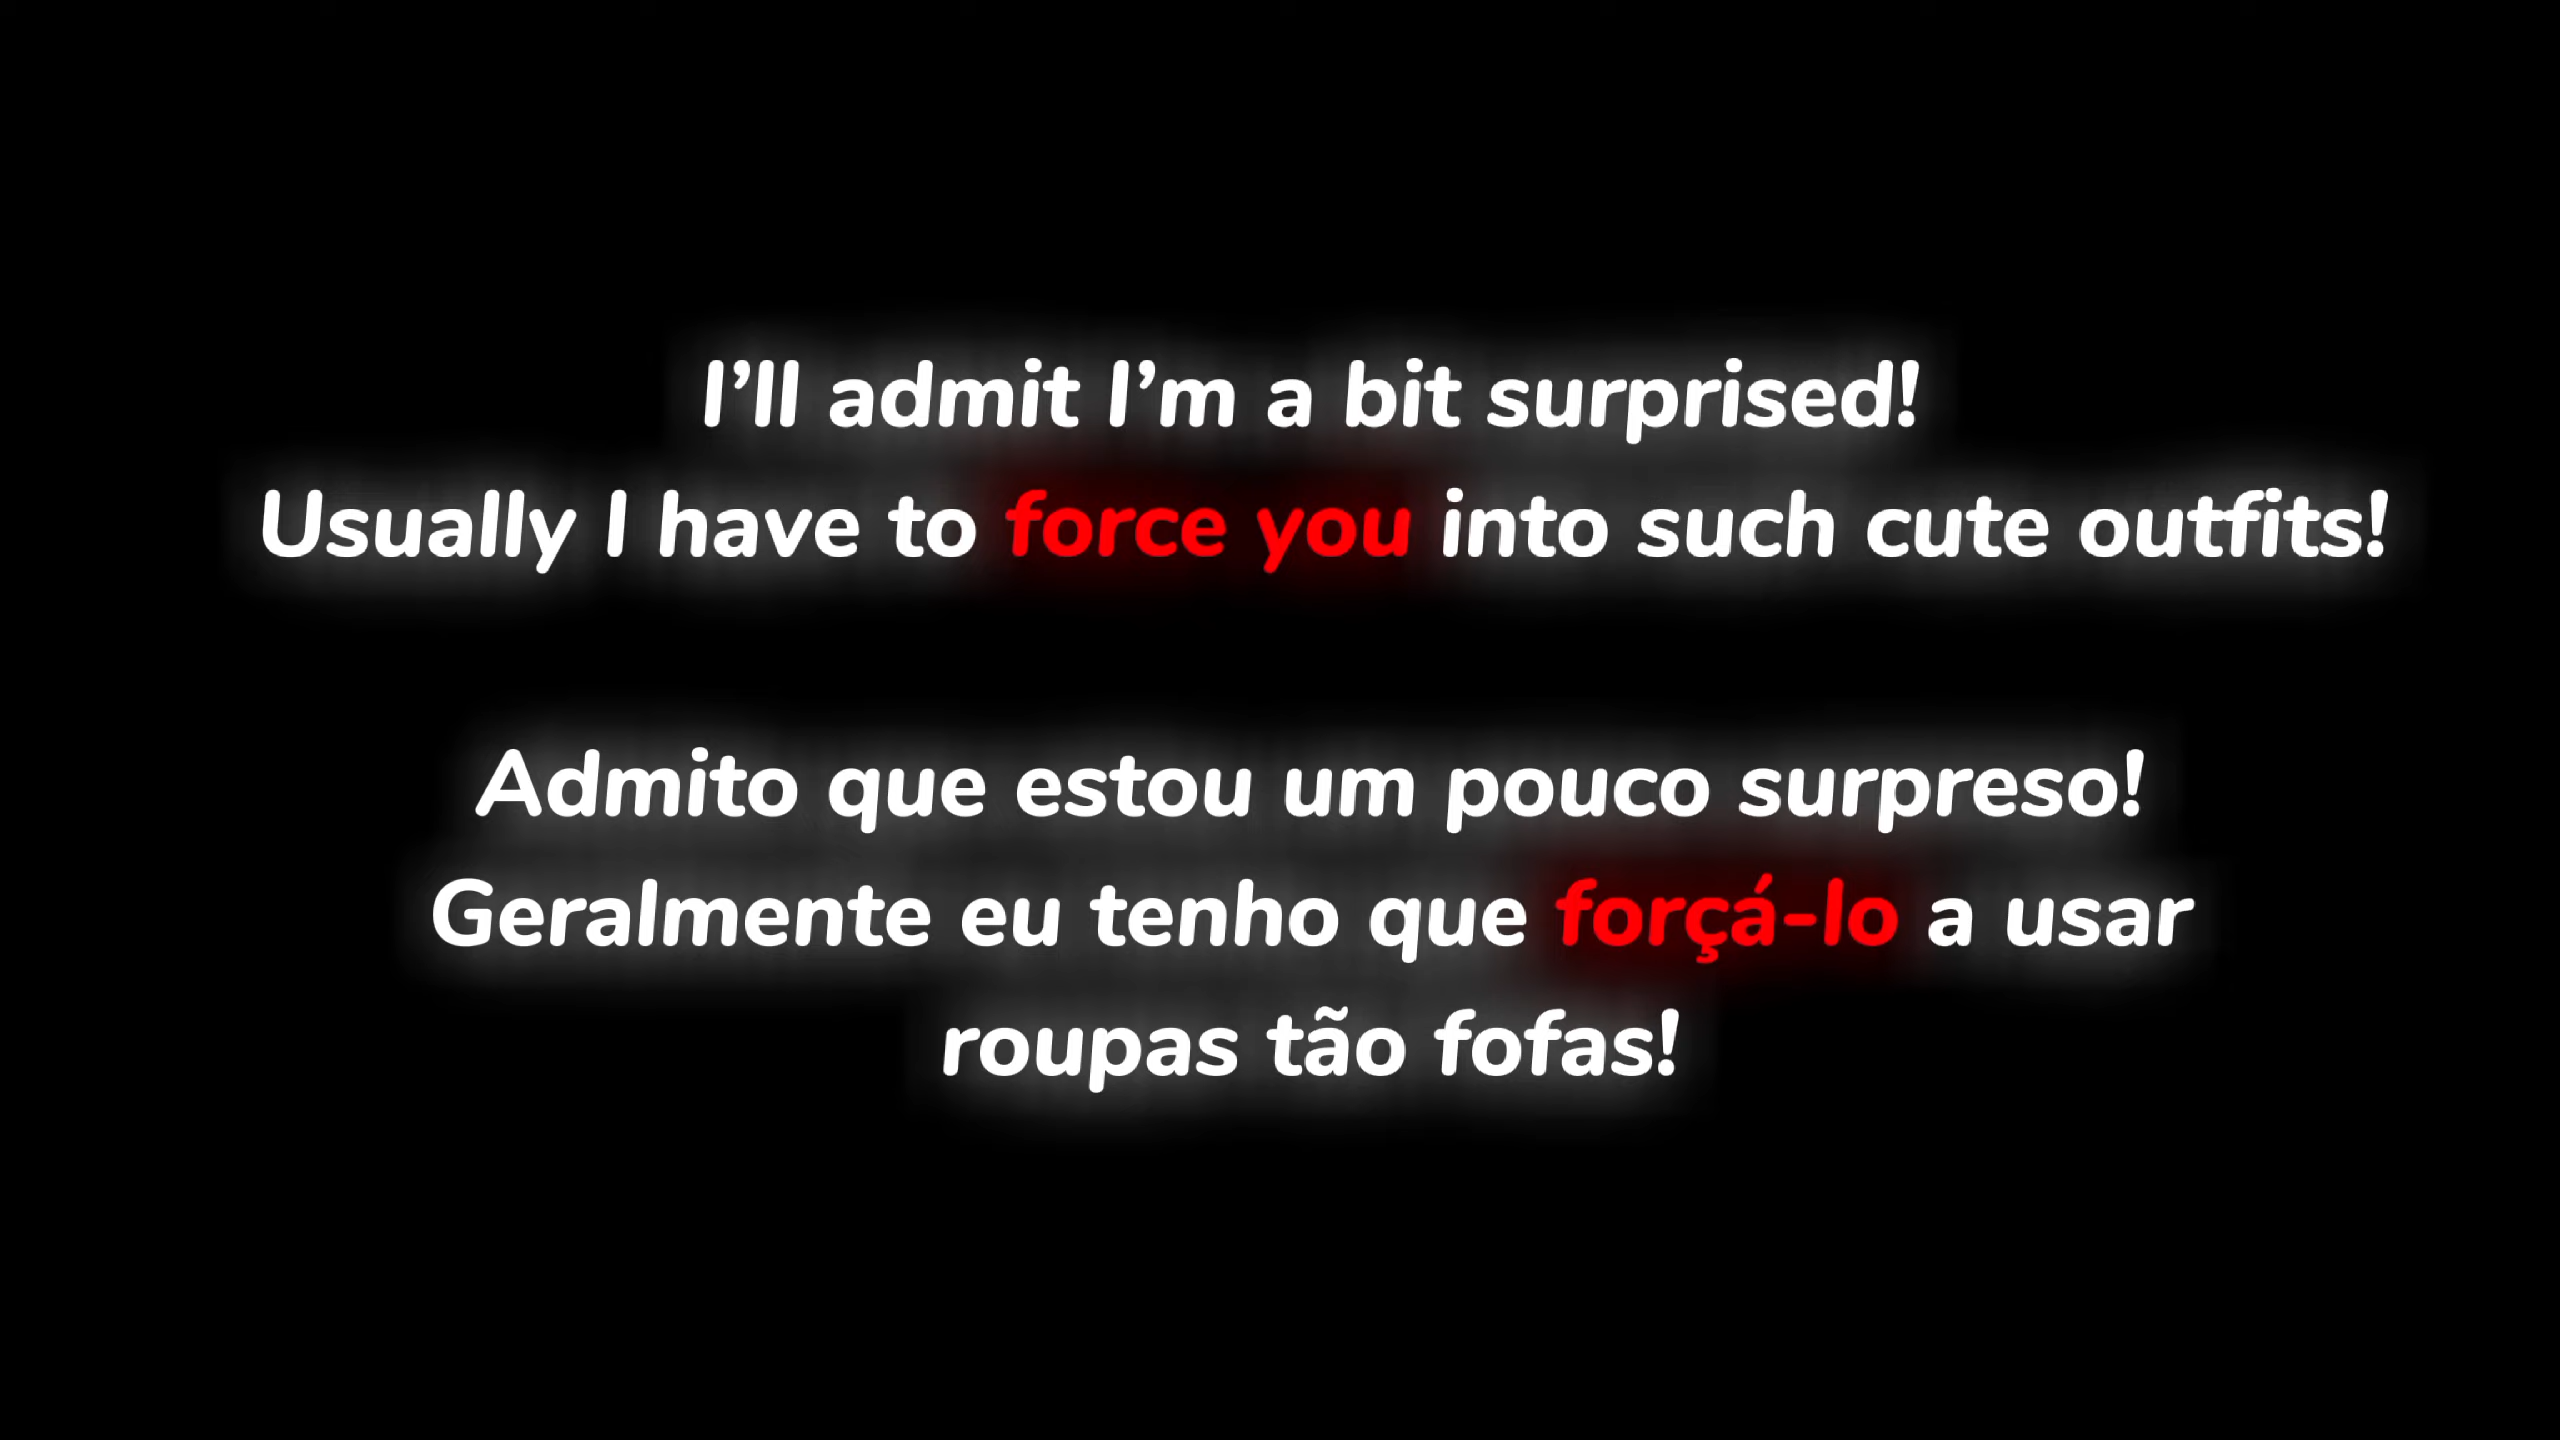 I’ll admit I’m a bit surprised!
Usually I have to force you into such cute outfits!
Admito que estou um pouco surpreso!
Geralmente eu tenho que forçá-lo a usar
roupas tão fofas!